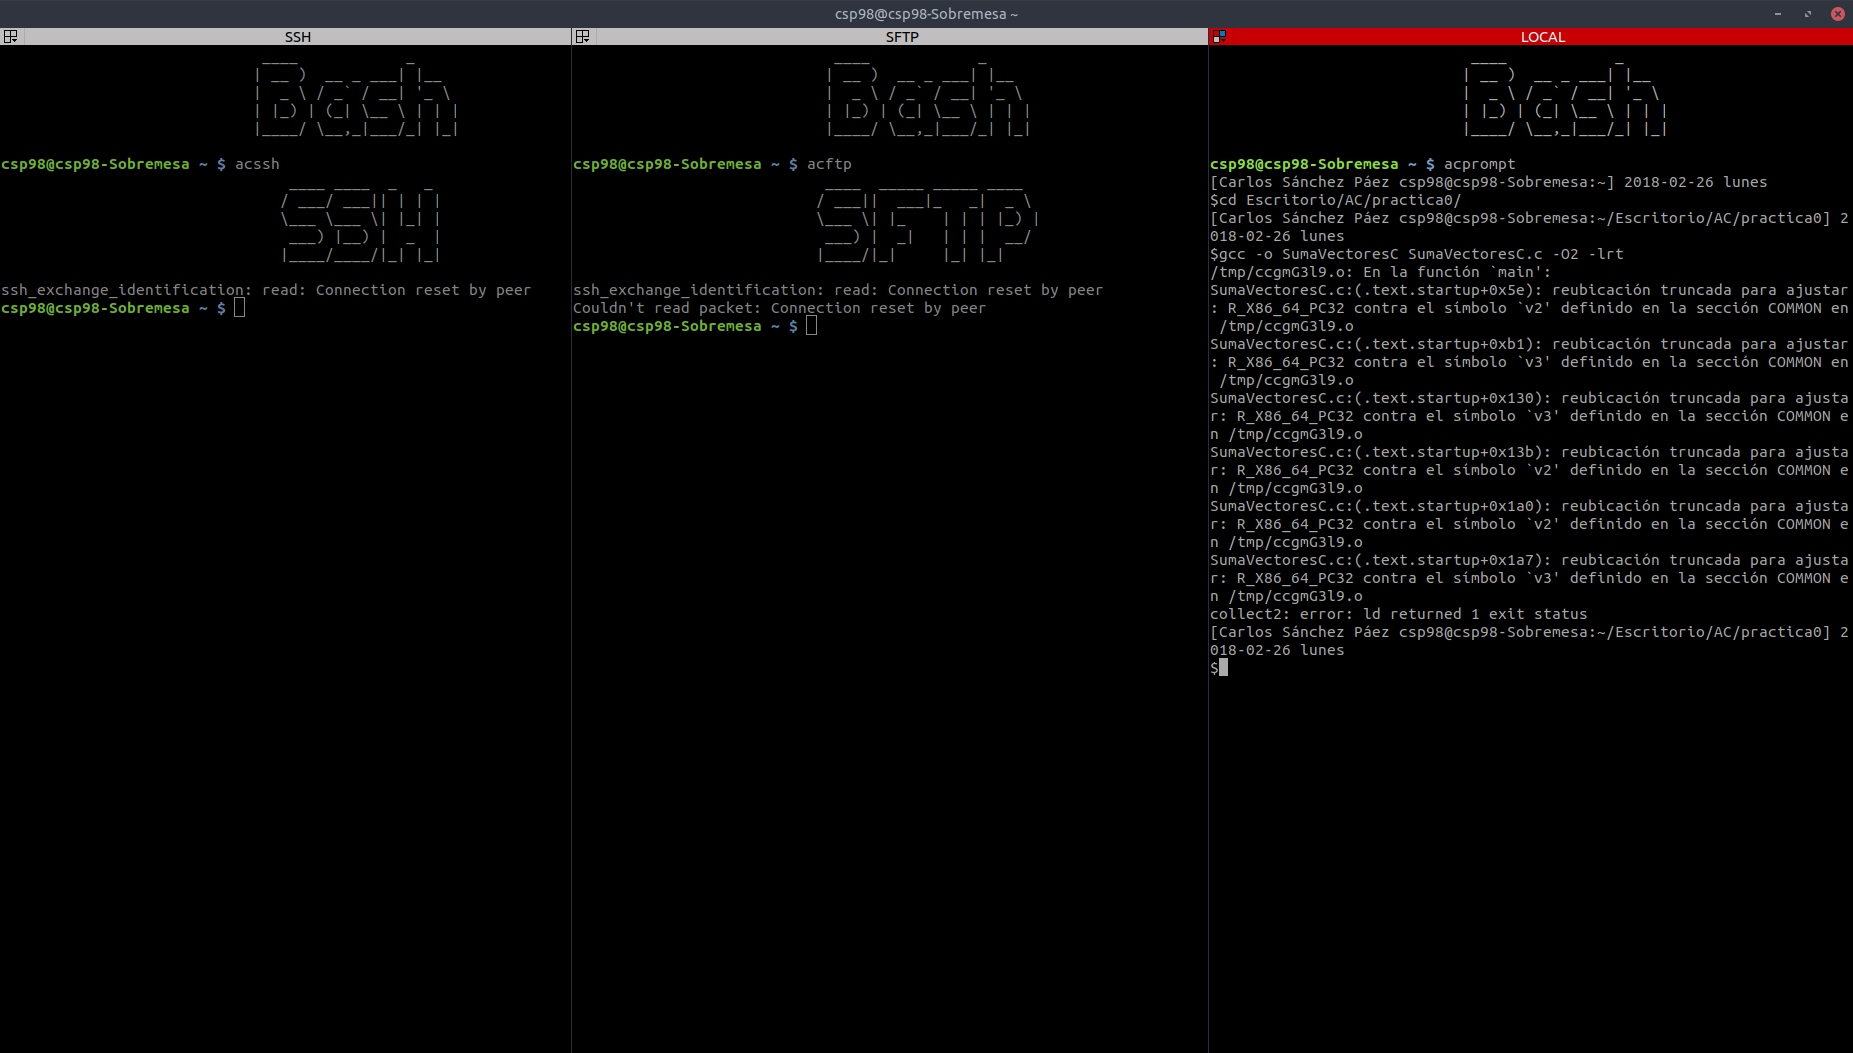 csp98@csp98-Sobremesa ~
SSH
Bash
csp98@csp98-Sobremesa ~ $ acssh
SSH
ssh_exchange_identification: read: Connection reset by peer
csp98@csp98-Sobremesa ~ $
SFTP
Bash
csp98@csp98-Sobremesa ~ $ acftp
SFTP
ssh_exchange_identification: read: Connection reset by peer
Couldn't read packet: Connection reset by peer
csp98@csp98-Sobremesa ~ $
LOCAL
Bash
csp98@csp98-Sobremesa ~ $ acprompt
[Carlos Sánchez Páez csp98@csp98-Sobremesa:~] 2018-02-26 lunes
$cd Escritorio/AC/practica0/
[Carlos Sánchez Páez csp98@csp98-Sobremesa:~/Escritorio/AC/practica0] 2
018-02-26 lunes
$gcc -o SumaVectoresC SumaVectoresC.c -O2 -lrt
/tmp/ccgmG3l9.o: En la función `main':
SumaVectoresC.c:(.text.startup+0x5e): reubicación truncada para ajustar
: R_X86_64_PC32 contra el símbolo `v2' definido en la sección COMMON en
/tmp/ccgmG3l9.o
SumaVectoresC.c:(.text.startup+0xb1): reubicación truncada para ajustar
: R_X86_64_PC32 contra el símbolo `v3' definido en la sección COMMON en
/tmp/ccgmG3l9.o
SumaVectoresC.c:(.text.startup+0x130): reubicación truncada para ajusta
r: R_X86_64_PC32 contra el símbolo `v3' definido en la sección COMMON e
n /tmp/ccgmG3l9.o
SumaVectoresC.c:(.text.startup+0x13b): reubicación truncada para ajusta
r: R_X86_64_PC32 contra el símbolo `v2' definido en la sección COMMON e
n /tmp/ccgmG3l9.o
SumaVectoresC.c:(.text.startup+0x1a0): reubicación truncada para ajusta
r: R_X86_64_PC32 contra el símbolo `v2' definido en la sección COMMON e
n /tmp/ccgmG3l9.o
SumaVectoresC.c:(.text.startup+0x1a7): reubicación truncada para ajusta
r: R_X86_64_PC32 contra el símbolo `v3' definido en la sección COMMON e
n /tmp/ccgmG3l9.o
collect2: error: ld returned 1 exit status
[Carlos Sánchez Páez csp98@csp98-Sobremesa:~/Escritorio/AC/practica0] 2
018-02-26 lunes
$